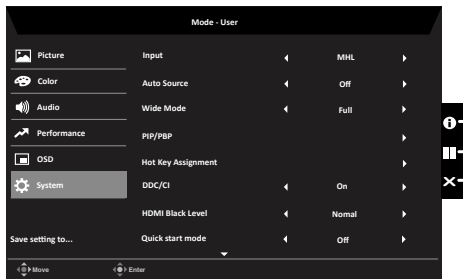 Mode - User
Picture
Input MHL
Color
Auto Source Off
Audio
Wide Mode Full
Performance
PIP/PBP
OSD
Hot Key Assignment
System
DDC/CI On
HDMI Black Level Nomal
Save setting to...
Quick start mode Off
Move Enter